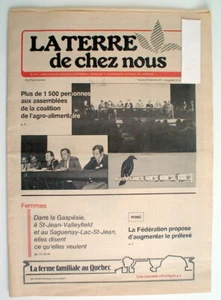 LA TERRE
de chez nous
Plus de 1 500 personnes
aux assemblées
de la coalition
de l'agro-alimentaire
Femmes
Dans la Gaspésie,
à St-Jean-Valleyfield
et au Saguenay-Lac-St-Jean,
elles disent
ce qu'elles veulent
PORC
La Fédération propose
d'augmenter le prélevé
La ferme familiale au Québec